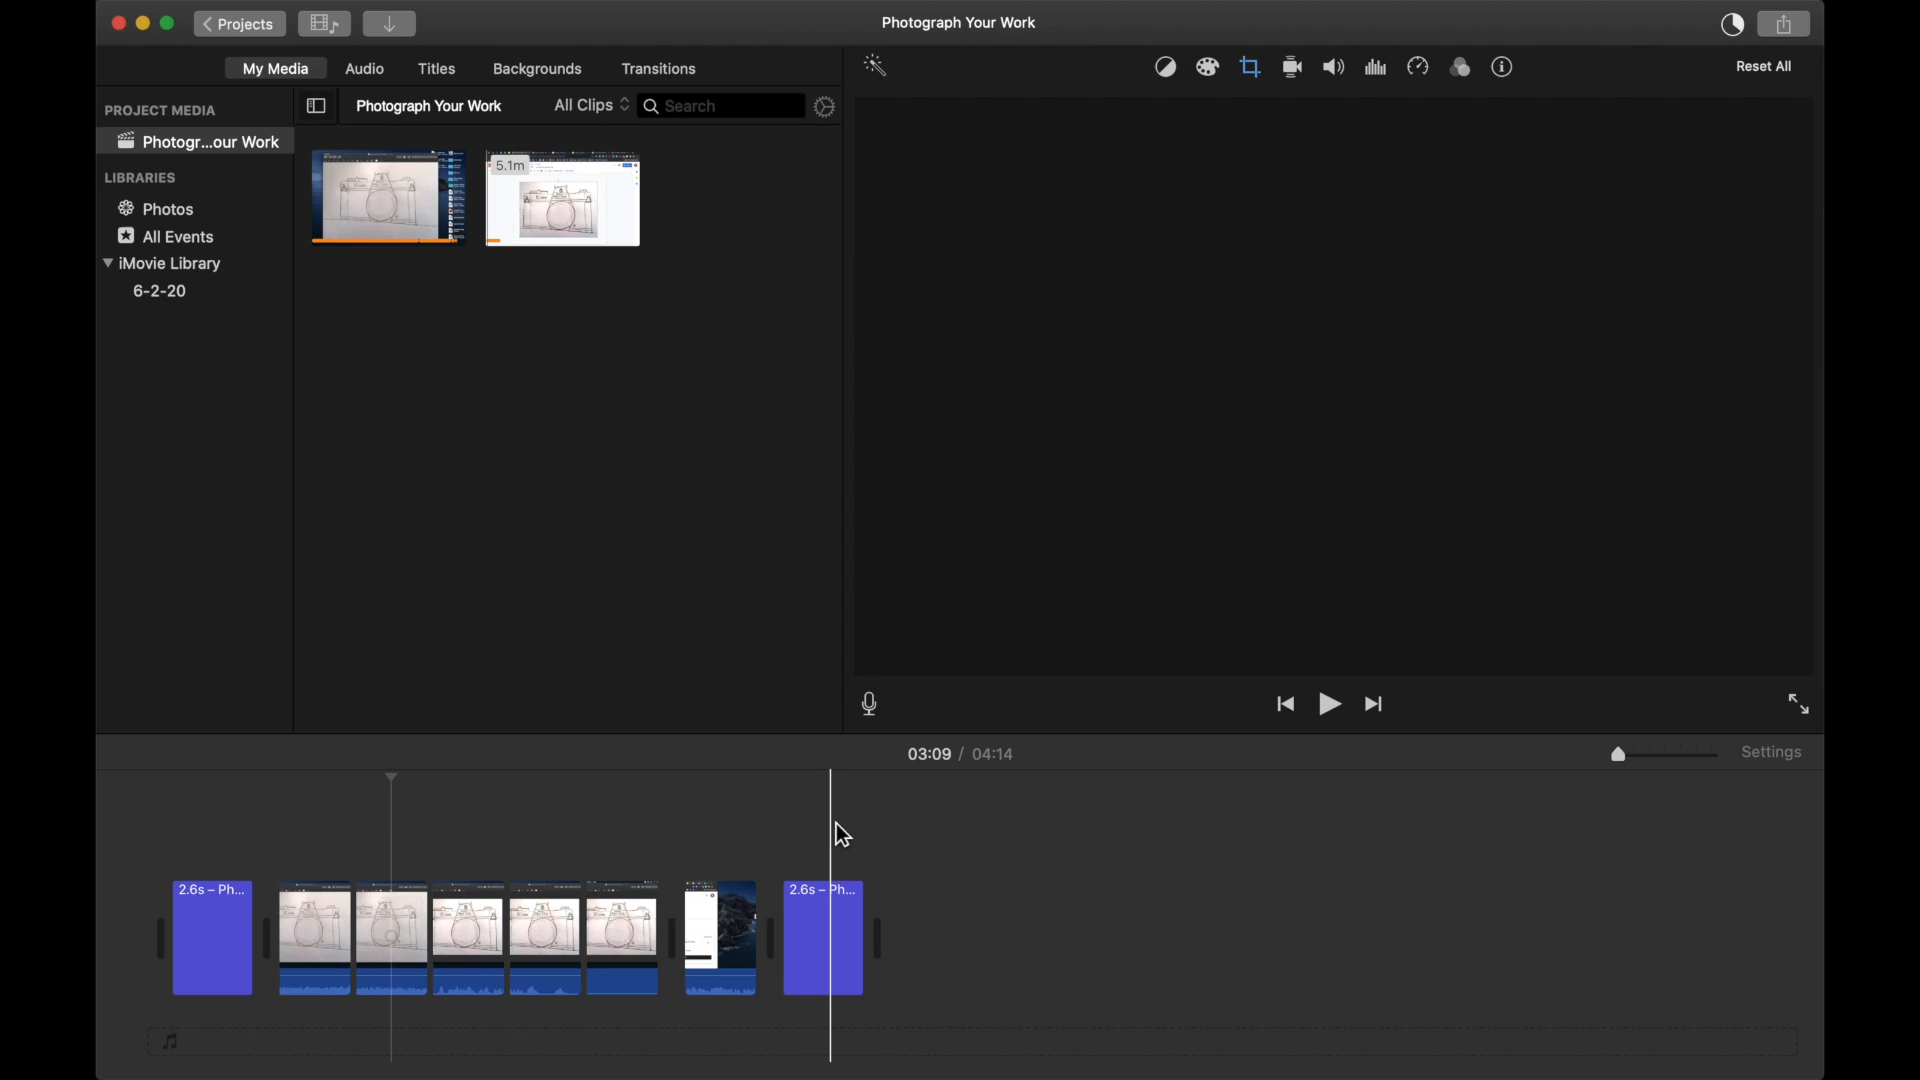 Projects
Photograph Your Work
My Media
Audio
Titles
Backgrounds
Transitions
Reset All
PROJECT MEDIA
Photogr...our Work
LIBRARIES
Photos
All Events
iMovie Library
6-2-20
Photograph Your Work
All Clips
Search
5.1m
03:09 / 04:14
Settings
2.6s – Ph...
2.6s – Ph...